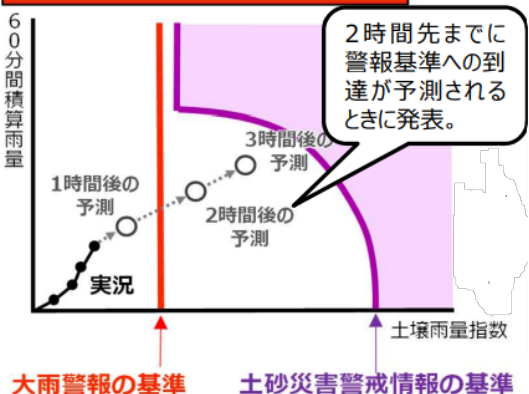 60分間積算雨量
2時間先までに
警報基準への到
達が予測される
ときに発表。
3時間後の
予測
1時間後の
予測
2時間後の
予測
実況
土壌雨量指数
大雨警報の基準
土砂災害警戒情報の基準